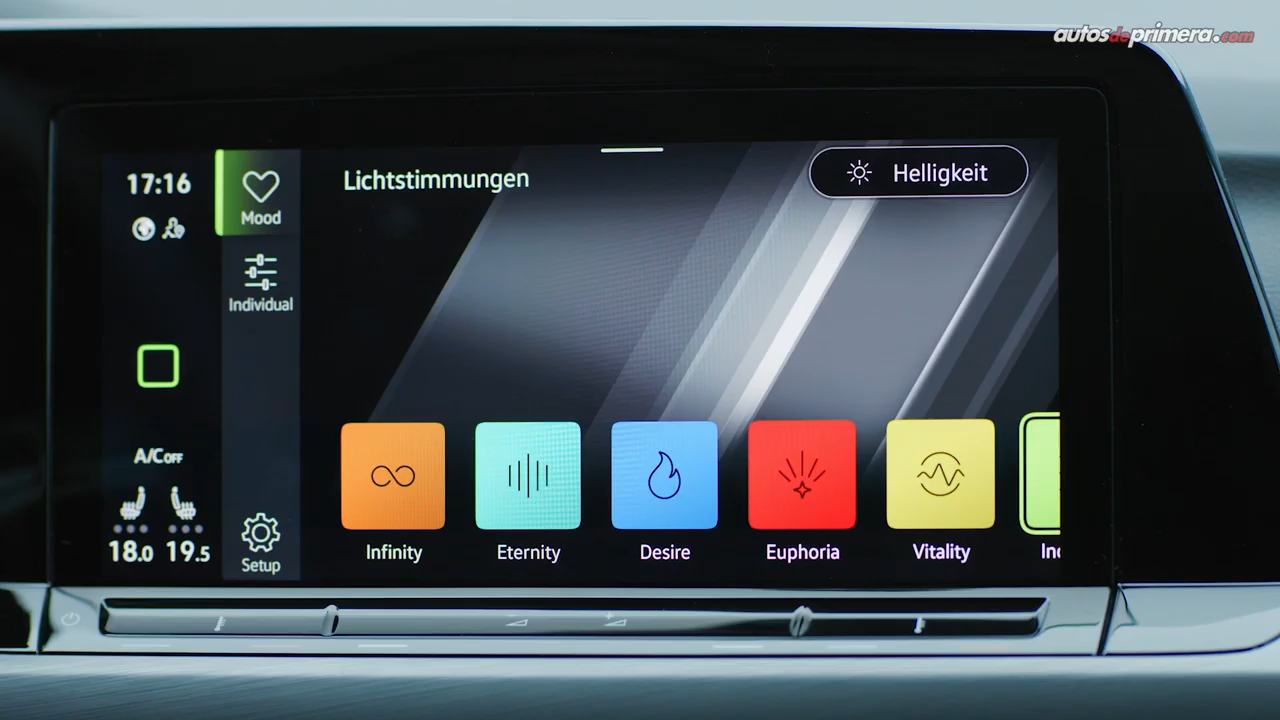 autosdeprimera.com
17:16
Mood
Lichtstimmungen
Helligkeit
Individual
A/C OFF
18.0 19.5
Setup
Infinity
Eternity
Desire
Euphoria
Vitality